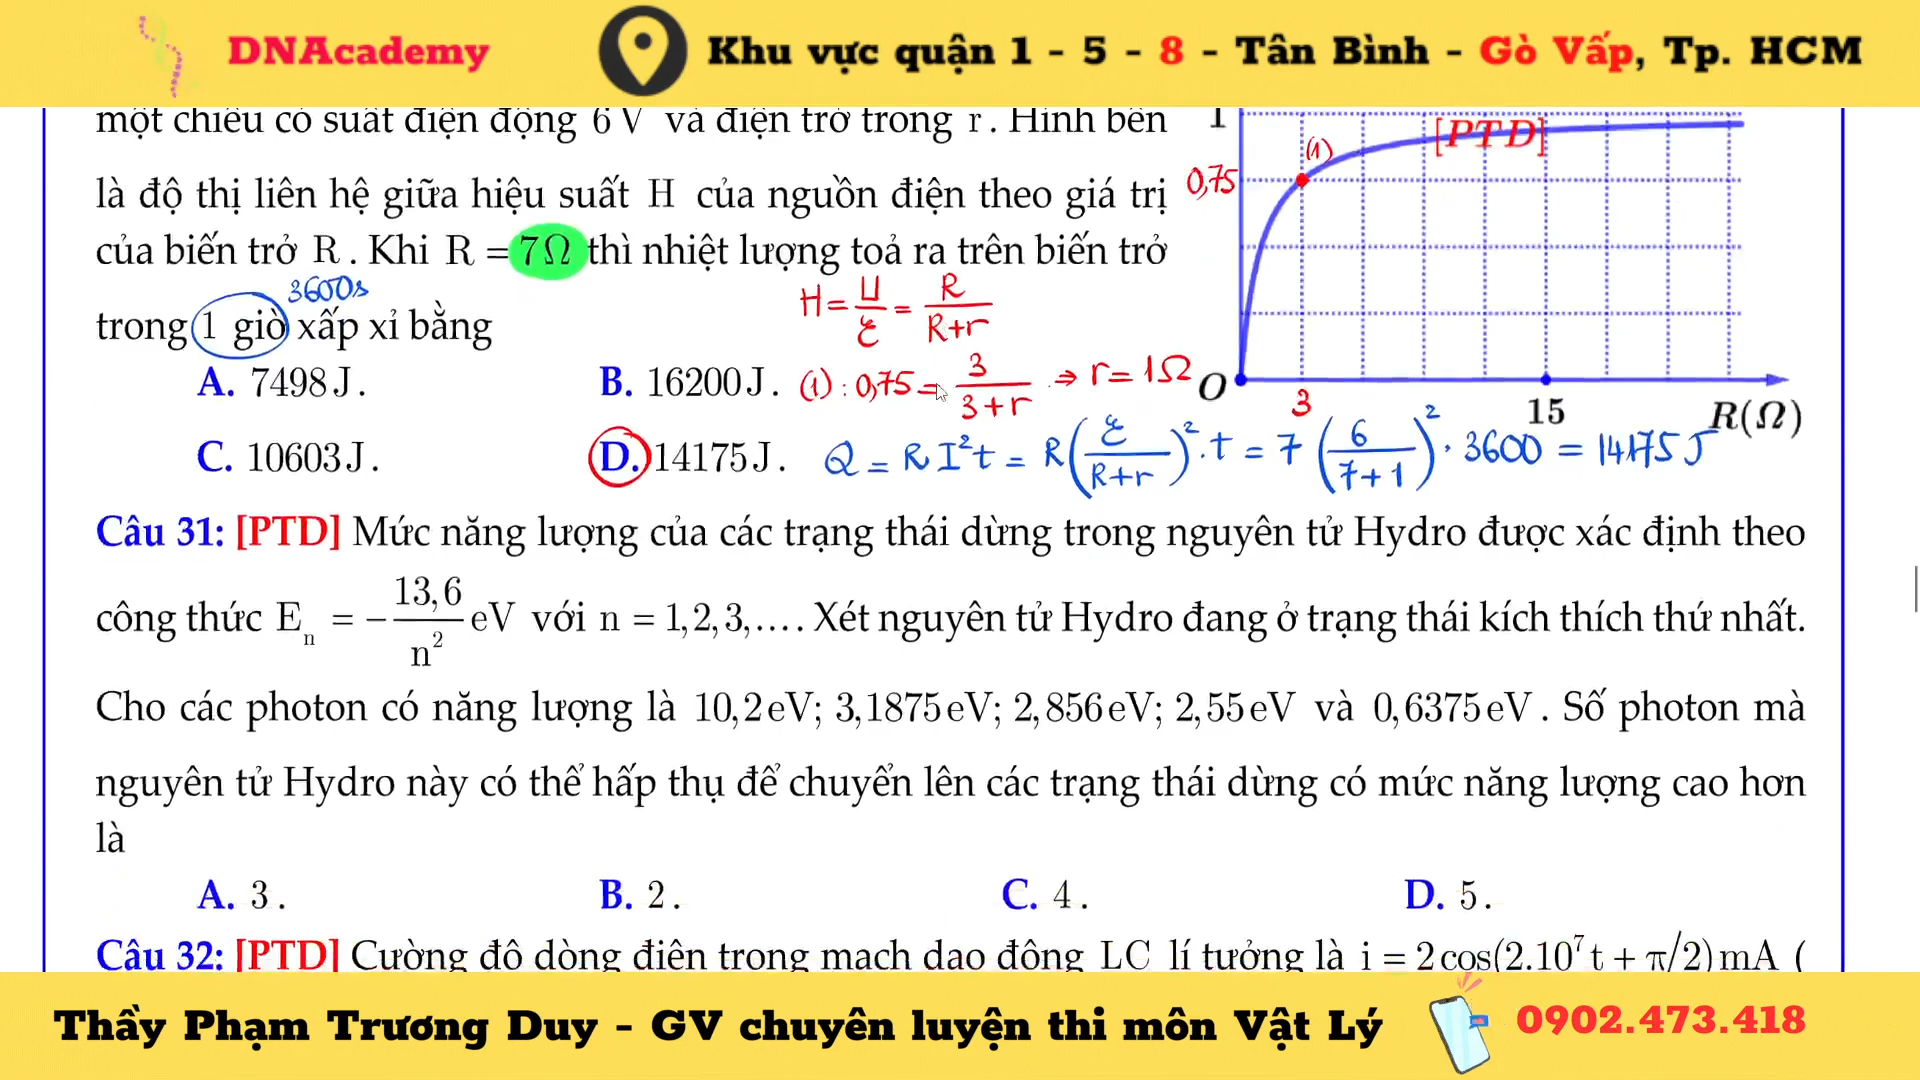 DNAcademy Khu vực quận 1 - 5 - 8 - Tân Bình - Gò Vấp, Tp. HCM
một chiều có suất điện động 6 V và điện trở trong r. Hình bên
là độ thị liên hệ giữa hiệu suất H của nguồn điện theo giá trị
của biến trở R. Khi R = 7Ω thì nhiệt lượng toả ra trên biến trở
3600s
trong 1 giờ xấp xỉ bằng
H = U/ℰ = R/(R+r)
A. 7498 J. B. 16200 J. (1) : 0,75 = 3/(3+r) → r = 1Ω
C. 10603 J. D. 14175 J. Q = R I²t = R(ℰ/(R+r))².t = 7(6/(7+1))².3600 = 14175 J
1
[PTD]
(1)
0,75
O 3 15 R(Ω)
Câu 31: [PTD] Mức năng lượng của các trạng thái dừng trong nguyên tử Hydro được xác định theo
công thức Eₙ = −13,6/n² eV với n = 1,2,3,.... Xét nguyên tử Hydro đang ở trạng thái kích thích thứ nhất.
Cho các photon có năng lượng là 10,2 eV; 3,1875 eV; 2,856 eV; 2,55 eV và 0,6375 eV. Số photon mà
nguyên tử Hydro này có thể hấp thụ để chuyển lên các trạng thái dừng có mức năng lượng cao hơn
là
A. 3. B. 2. C. 4. D. 5.
Câu 32: [PTD] Cường độ dòng điện trong mạch dao động LC lí tưởng là i = 2cos(2.10⁷t + π/2) mA (
Thầy Phạm Trương Duy - GV chuyên luyện thi môn Vật Lý 0902.473.418